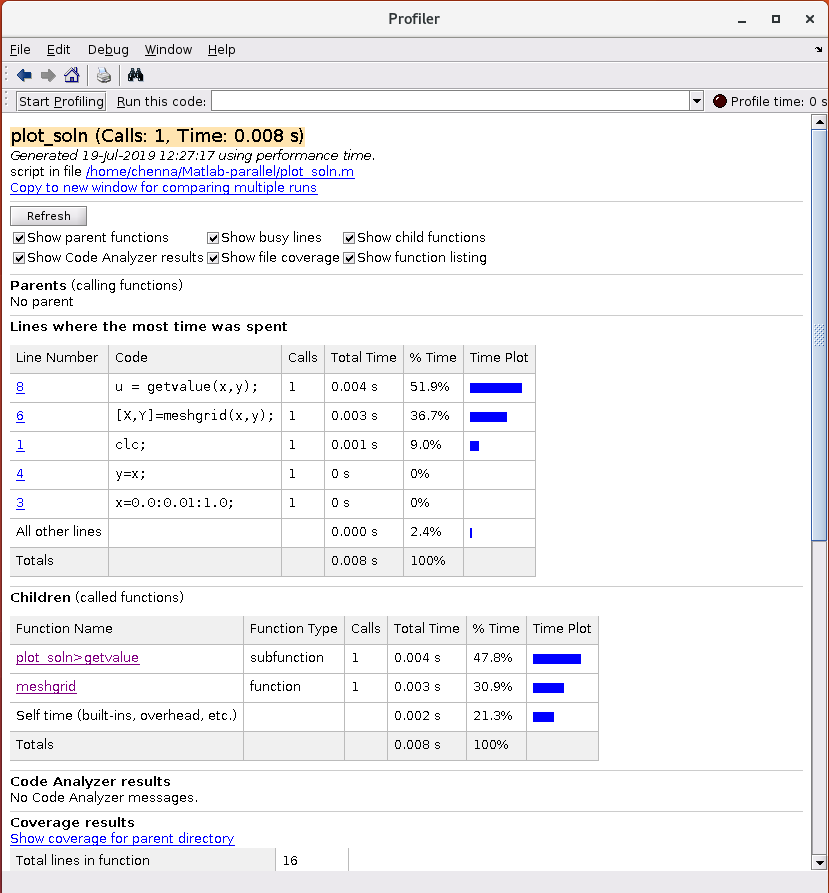 Profiler
File Edit Debug Window Help
Start Profiling Run this code: Profile time: 0 s
plot_soln (Calls: 1, Time: 0.008 s)
Generated 19-Jul-2019 12:27:17 using performance time.
script in file /home/chenna/Matlab-parallel/plot_soln.m
Copy to new window for comparing multiple runs
Refresh
Show parent functions Show busy lines Show child functions
Show Code Analyzer results Show file coverage Show function listing
Parents (calling functions)
No parent
Lines where the most time was spent
Line Number Code Calls Total Time % Time Time Plot
8 u = getvalue(x,y); 1 0.004 s 51.9%
6 [X,Y]=meshgrid(x,y); 1 0.003 s 36.7%
1 clc; 1 0.001 s 9.0%
4 y=x; 1 0 s 0%
3 x=0.0:0.01:1.0; 1 0 s 0%
All other lines 0.000 s 2.4%
Totals 0.008 s 100%
Children (called functions)
Function Name Function Type Calls Total Time % Time Time Plot
plot_soln>getvalue subfunction 1 0.004 s 47.8%
meshgrid function 1 0.003 s 30.9%
Self time (built-ins, overhead, etc.) 0.002 s 21.3%
Totals 0.008 s 100%
Code Analyzer results
No Code Analyzer messages.
Coverage results
Show coverage for parent directory
Total lines in function 16